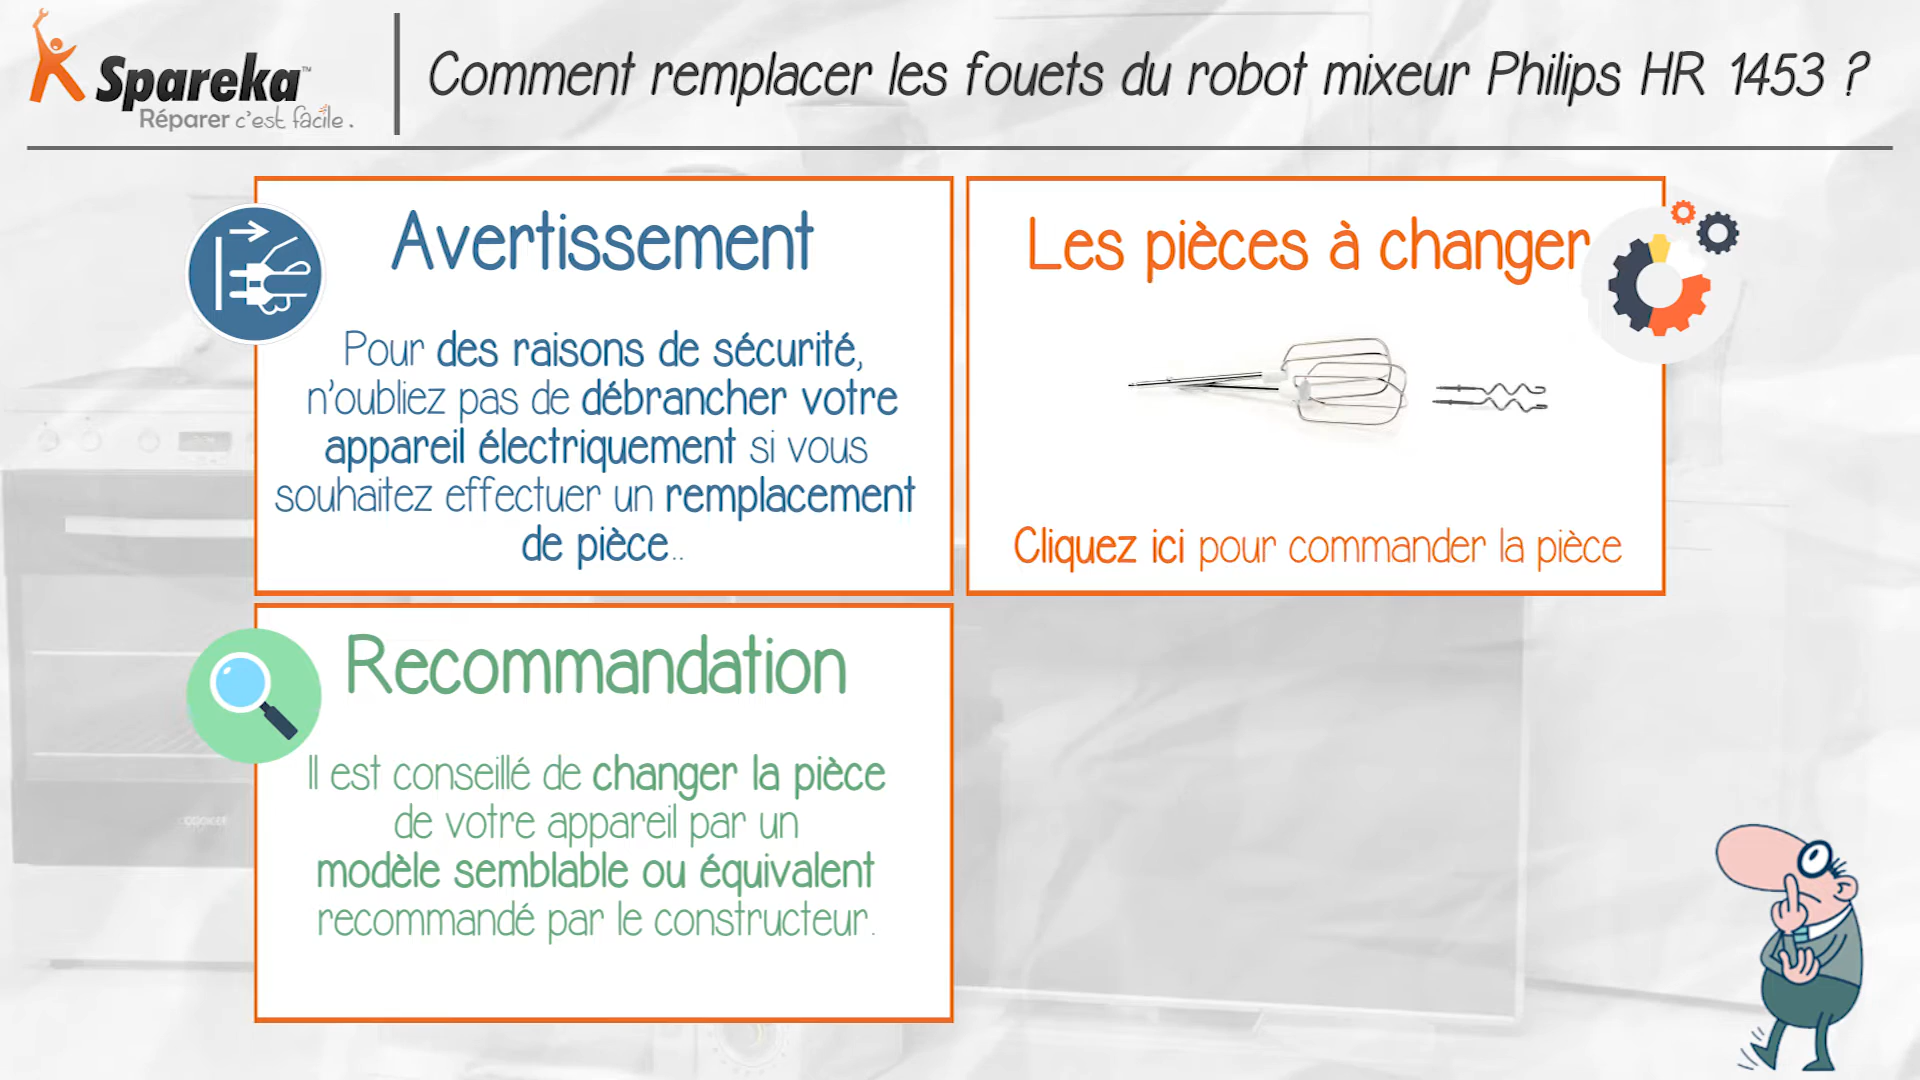 Spareka™
Réparer c'est facile.
Comment remplacer les fouets du robot mixeur Philips HR 1453 ?
Avertissement
Pour des raisons de sécurité,
n'oubliez pas de débrancher votre
appareil électriquement si vous
souhaitez effectuer un remplacement
de pièce..
Les pièces à changer
Cliquez ici pour commander la pièce
Recommandation
Il est conseillé de changer la pièce
de votre appareil par un
modèle semblable ou équivalent
recommandé par le constructeur.
COOKER